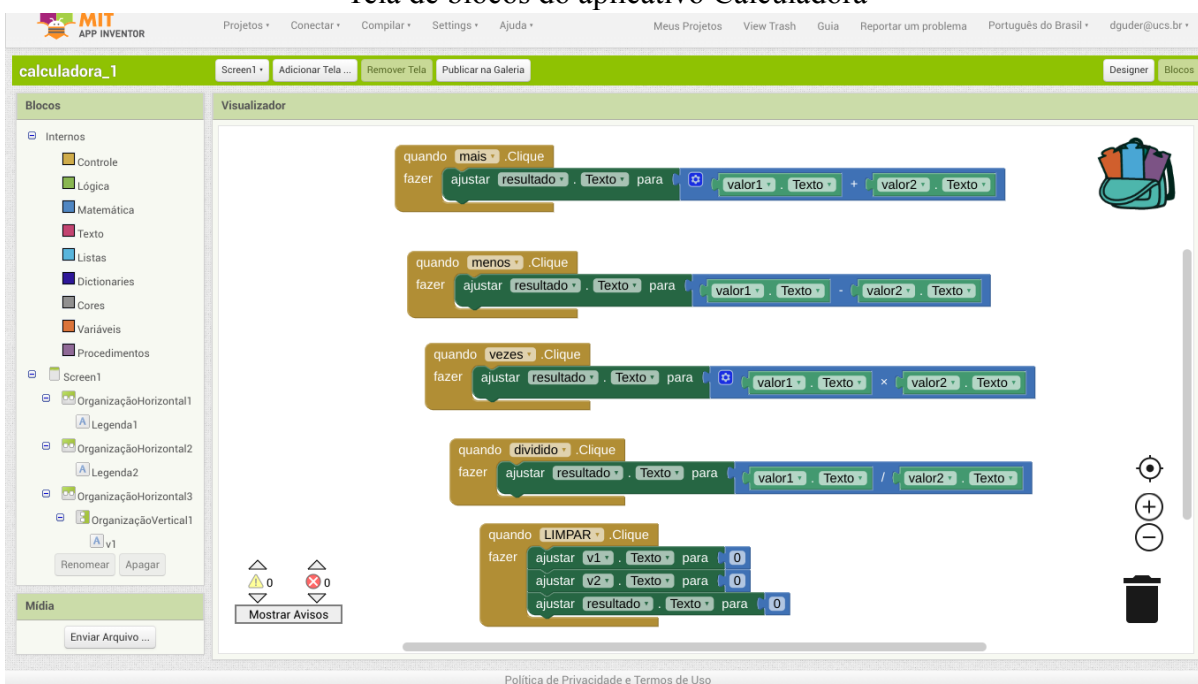 Tela de blocos do aplicativo Calculadora
MIT
APP INVENTOR
Projetos Conectar Compilar Settings Ajuda Meus Projetos View Trash Guia Reportar um problema Português do Brasil dguder@ucs.br
calculadora_1 Screen1 Adicionar Tela ... Remover Tela Publicar na Galeria Designer Blocos
Blocos
Internos
Controle
Lógica
Matemática
Texto
Listas
Dictionaries
Cores
Variáveis
Procedimentos
Screen1
OrganizaçãoHorizontal1
A Legenda1
OrganizaçãoHorizontal2
A Legenda2
OrganizaçãoHorizontal3
OrganizaçãoVertical1
A v1
Renomear Apagar
Mídia
Enviar Arquivo ...
Visualizador
quando mais .Clique
fazer ajustar resultado . Texto para valor1 . Texto + valor2 . Texto
quando menos .Clique
fazer ajustar resultado . Texto para valor1 . Texto - valor2 . Texto
quando vezes .Clique
fazer ajustar resultado . Texto para valor1 . Texto × valor2 . Texto
quando dividido .Clique
fazer ajustar resultado . Texto para valor1 . Texto / valor2 . Texto
quando LIMPAR .Clique
fazer ajustar v1 . Texto para 0
ajustar v2 . Texto para 0
ajustar resultado . Texto para 0
0 0
Mostrar Avisos
Política de Privacidade e Termos de Uso